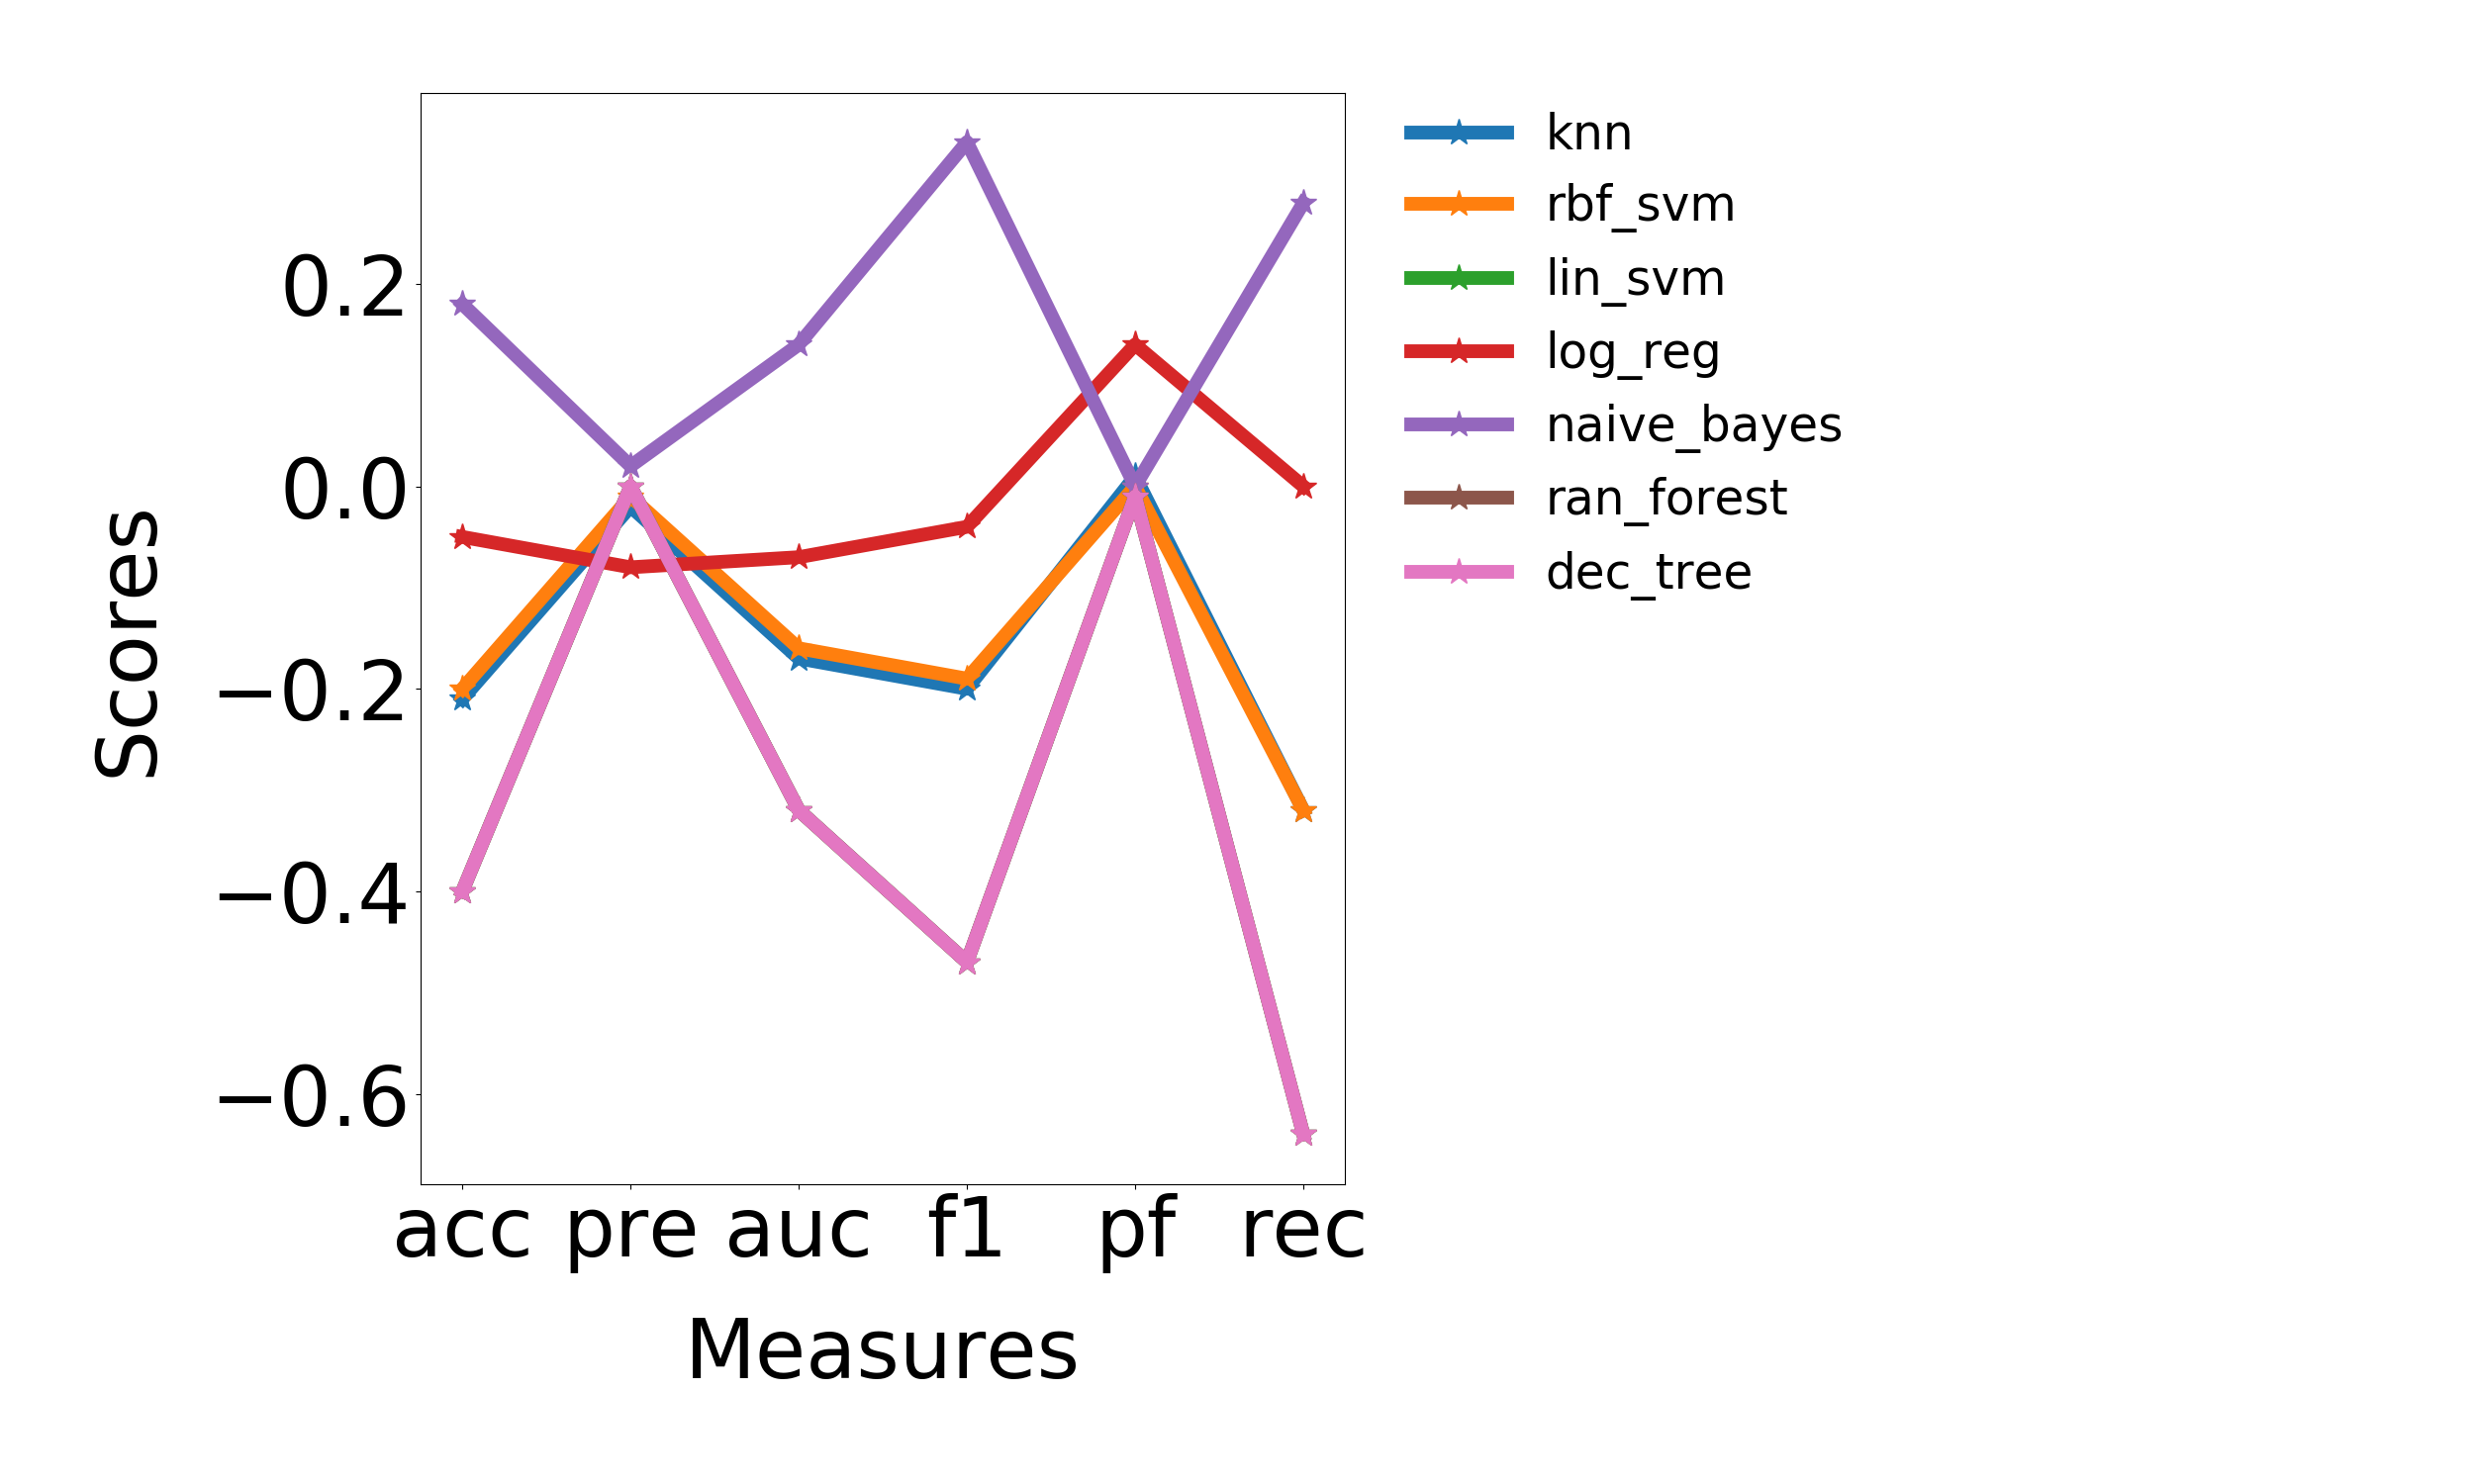 Scores
0.2
0.0
−0.2
−0.4
−0.6
acc pre auc f1 pf rec
Measures
knn
rbf_svm
lin_svm
log_reg
naive_bayes
ran_forest
dec_tree